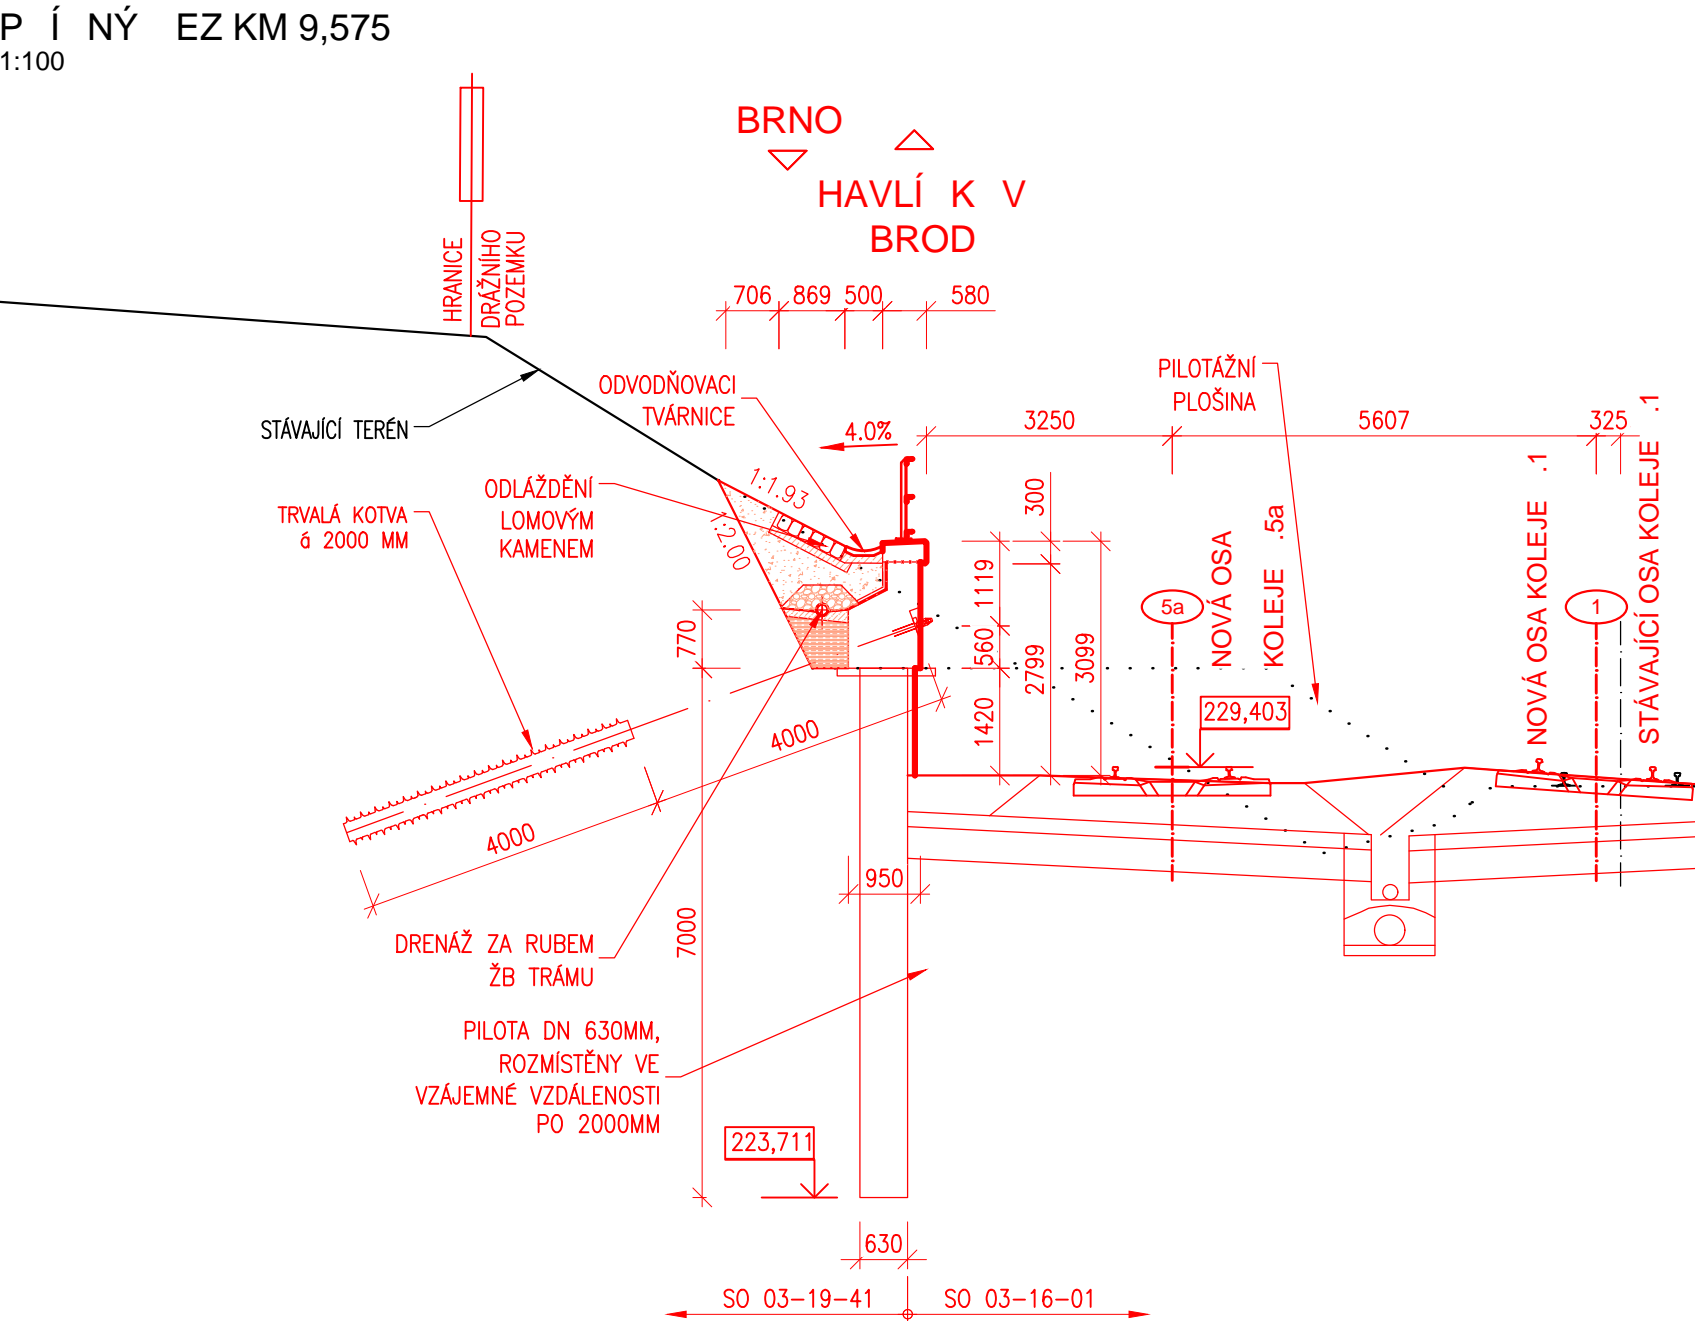 P Í NÝ EZ KM 9,575
1:100
BRNO
HAVLÍ K V
BROD
HRANICE
DRÁŽNÍHO
POZEMKU
706 869 500 580
STÁVAJÍCÍ TERÉN
ODVODŇOVACI
TVÁRNICE
4.0%
PILOTÁŽNÍ
PLOŠINA
3250 5607 325
ODLÁŽDĚNÍ
LOMOVÝM
KAMENEM
1:1.93
1:2.00
TRVALÁ KOTVA
á 2000 MM
300
1119
560
1420
2799
3099
770
5a
NOVÁ OSA
KOLEJE .5a
1
NOVÁ OSA KOLEJE .1
STÁVAJÍCÍ OSA KOLEJE .1
229,403
4000
4000
950
7000
DRENÁŽ ZA RUBEM
ŽB TRÁMU
PILOTA DN 630MM,
ROZMÍSTĚNY VE
VZÁJEMNÉ VZDÁLENOSTI
PO 2000MM
223,711
630
SO 03-19-41 SO 03-16-01